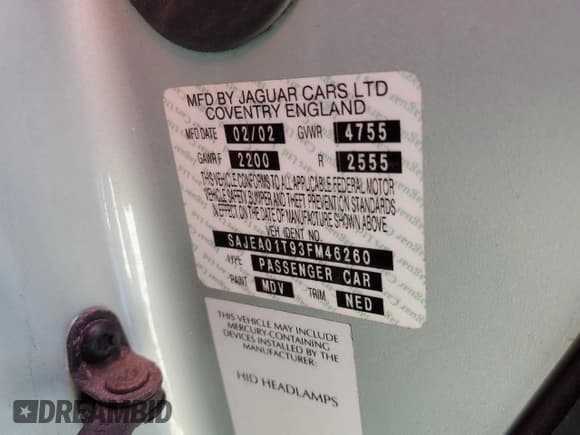 MFD BY JAGUAR CARS LTD
COVENTRY ENGLAND
MFD DATE 02/02 GVWR 4755
GAWR F 2200 R 2555
THIS VEHICLE CONFORMS TO ALL APPLICABLE FEDERAL MOTOR
VEHICLE SAFETY, BUMPER AND THEFT PREVENTION STANDARDS
IN EFFECT ON THE DATE OF MANUFACTURE SHOWN ABOVE
VEH IDENT NO.
SAJEA01T93FM46260
TYPE PASSENGER CAR
PAINT MDV TRIM NED
THIS VEHICLE MAY INCLUDE
MERCURY-CONTAINING
DEVICES INSTALLED BY THE
MANUFACTURER:
HID HEADLAMPS
DREAMBID